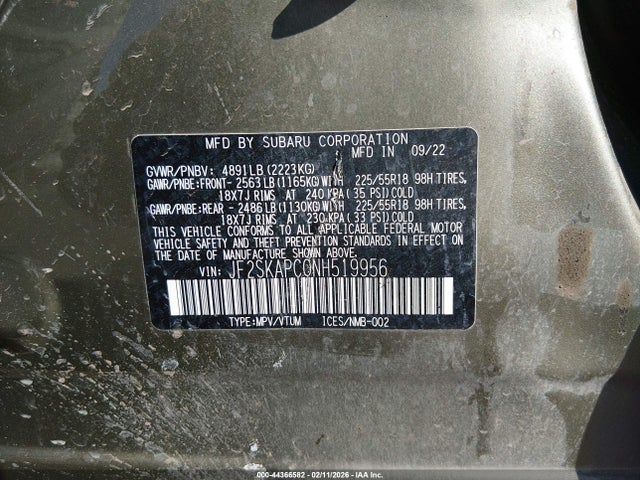 MFD BY SUBARU CORPORATION
MFD IN 09/22
GVWR/PNBV: 4891LB(2223KG)
GAWR/PNBE:FRONT- 2563LB(1165KG)WITH 225/55R18 98H TIRES,
18X7J RIMS AT 240 KPA(35 PSI)COLD
GAWR/PNBE:REAR - 2486LB(1130KG)WITH 225/55R18 98H TIRES,
18X7J RIMS AT 230 KPA(33 PSI)COLD
THIS VEHICLE CONFORMS TO ALL APPLICABLE FEDERAL MOTOR
VEHICLE SAFETY AND THEFT PREVENTION STANDARDS IN EFFECT
ON THE DATE OF MANUFACTURE SHOWN ABOVE.
VIN: JF2SKAPC0NH519956
TYPE:MPV/VTUM ICES/NMB-002
000-44366582 - 02/11/2026 - IAA Inc.